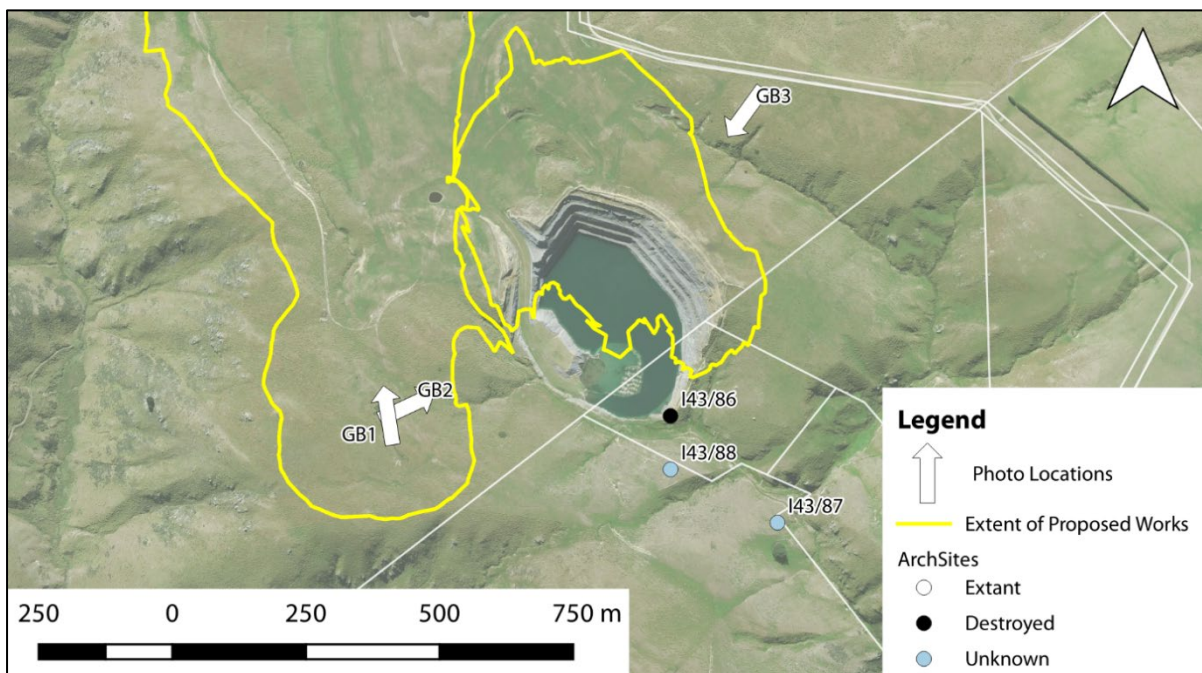 GB3
GB2
GB1
I43/86
I43/88
I43/87
Legend
Photo Locations
Extent of Proposed Works
ArchSites
Extant
Destroyed
Unknown
250 0 250 500 750 m